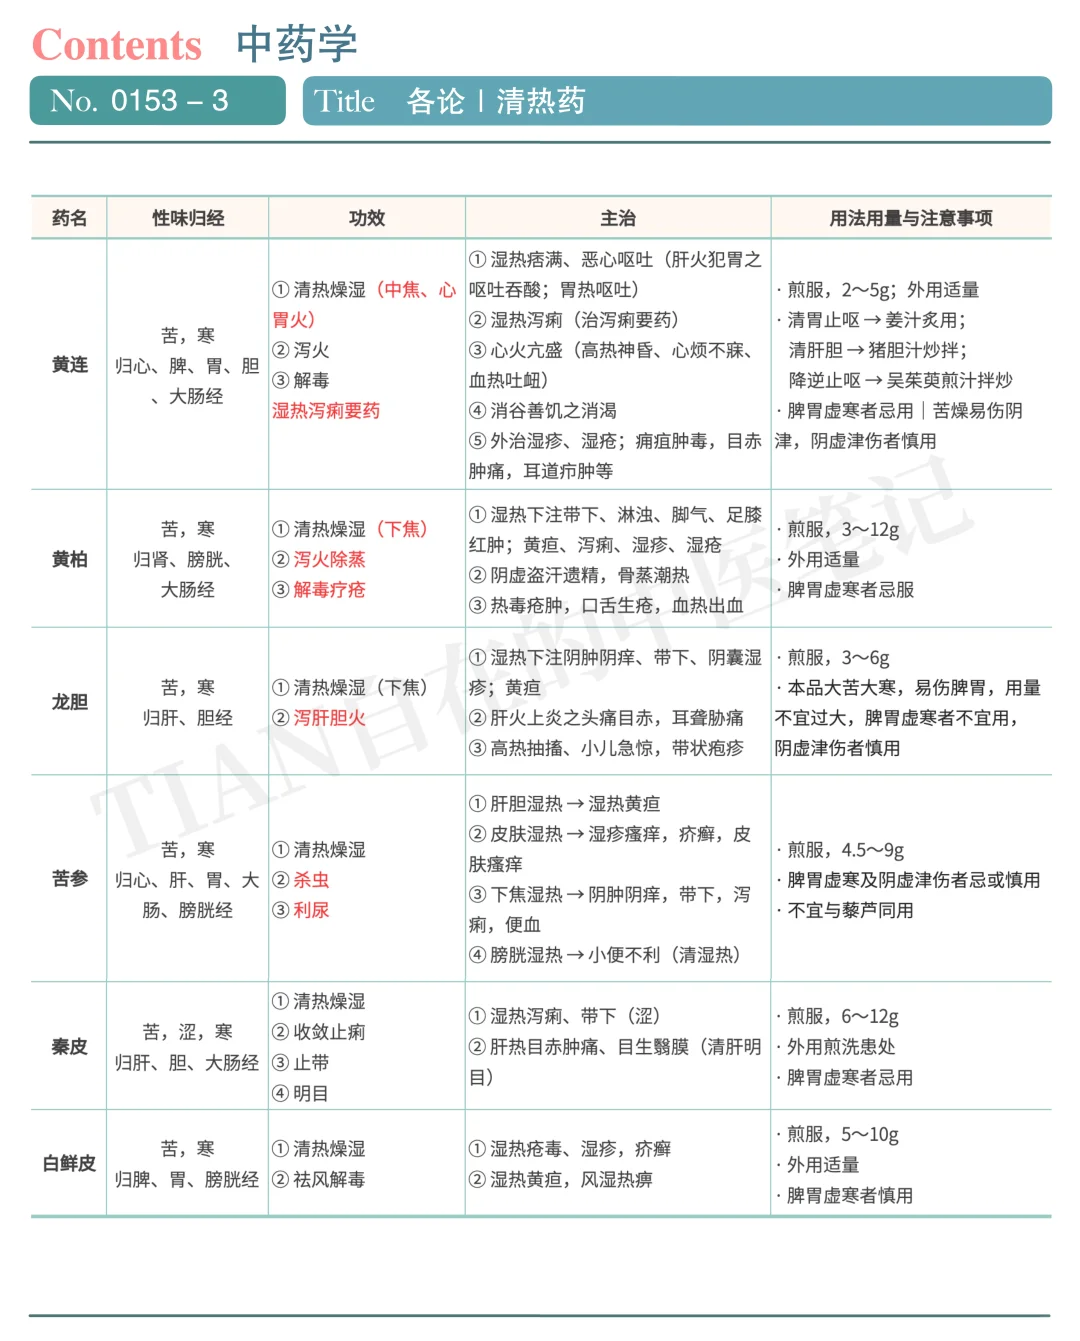 Contents 中药学
No. 0153 – 3
Title 各论 | 清热药
药名 性味归经 功效 主治 用法用量与注意事项
黄连
苦，寒
归心、脾、胃、胆
、大肠经
① 清热燥湿（中焦、心
胃火）
② 泻火
③ 解毒
湿热泻痢要药
① 湿热痞满、恶心呕吐（肝火犯胃之
呕吐吞酸；胃热呕吐）
② 湿热泻痢（治泻痢要药）
③ 心火亢盛（高热神昏、心烦不寐、
血热吐衄）
④ 消谷善饥之消渴
⑤ 外治湿疹、湿疮；痈疽肿毒，目赤
肿痛，耳道疖肿等
· 煎服，2～5g；外用适量
· 清胃止呕 → 姜汁炙用；
清肝胆 → 猪胆汁炒拌；
降逆止呕 → 吴茱萸煎汁拌炒
· 脾胃虚寒者忌用｜苦燥易伤阴
津，阴虚津伤者慎用
黄柏
苦，寒
归肾、膀胱、
大肠经
① 清热燥湿（下焦）
② 泻火除蒸
③ 解毒疗疮
① 湿热下注带下、淋浊、脚气、足膝
红肿；黄疸、泻痢、湿疹、湿疮
② 阴虚盗汗遗精，骨蒸潮热
③ 热毒疮肿，口舌生疮，血热出血
· 煎服，3～12g
· 外用适量
· 脾胃虚寒者忌服
龙胆
苦，寒
归肝、胆经
① 清热燥湿（下焦）
② 泻肝胆火
① 湿热下注阴肿阴痒、带下、阴囊湿
疹；黄疸
② 肝火上炎之头痛目赤，耳聋胁痛
③ 高热抽搐、小儿急惊，带状疱疹
· 煎服，3～6g
· 本品大苦大寒，易伤脾胃，用量
不宜过大，脾胃虚寒者不宜用，
阴虚津伤者慎用
苦参
苦，寒
归心、肝、胃、大
肠、膀胱经
① 清热燥湿
② 杀虫
③ 利尿
① 肝胆湿热 → 湿热黄疸
② 皮肤湿热 → 湿疹瘙痒，疥癣，皮
肤瘙痒
③ 下焦湿热 → 阴肿阴痒，带下，泻
痢，便血
④ 膀胱湿热 → 小便不利（清湿热）
· 煎服，4.5～9g
· 脾胃虚寒及阴虚津伤者忌或慎用
· 不宜与藜芦同用
秦皮
苦，涩，寒
归肝、胆、大肠经
① 清热燥湿
② 收敛止痢
③ 止带
④ 明目
① 湿热泻痢、带下（涩）
② 肝热目赤肿痛、目生翳膜（清肝明
目）
· 煎服，6～12g
· 外用煎洗患处
· 脾胃虚寒者忌用
白鲜皮
苦，寒
归脾、胃、膀胱经
① 清热燥湿
② 祛风解毒
① 湿热疮毒、湿疹，疥癣
② 湿热黄疸，风湿热痹
· 煎服，5～10g
· 外用适量
· 脾胃虚寒者慎用
TIAN自在的中医笔记